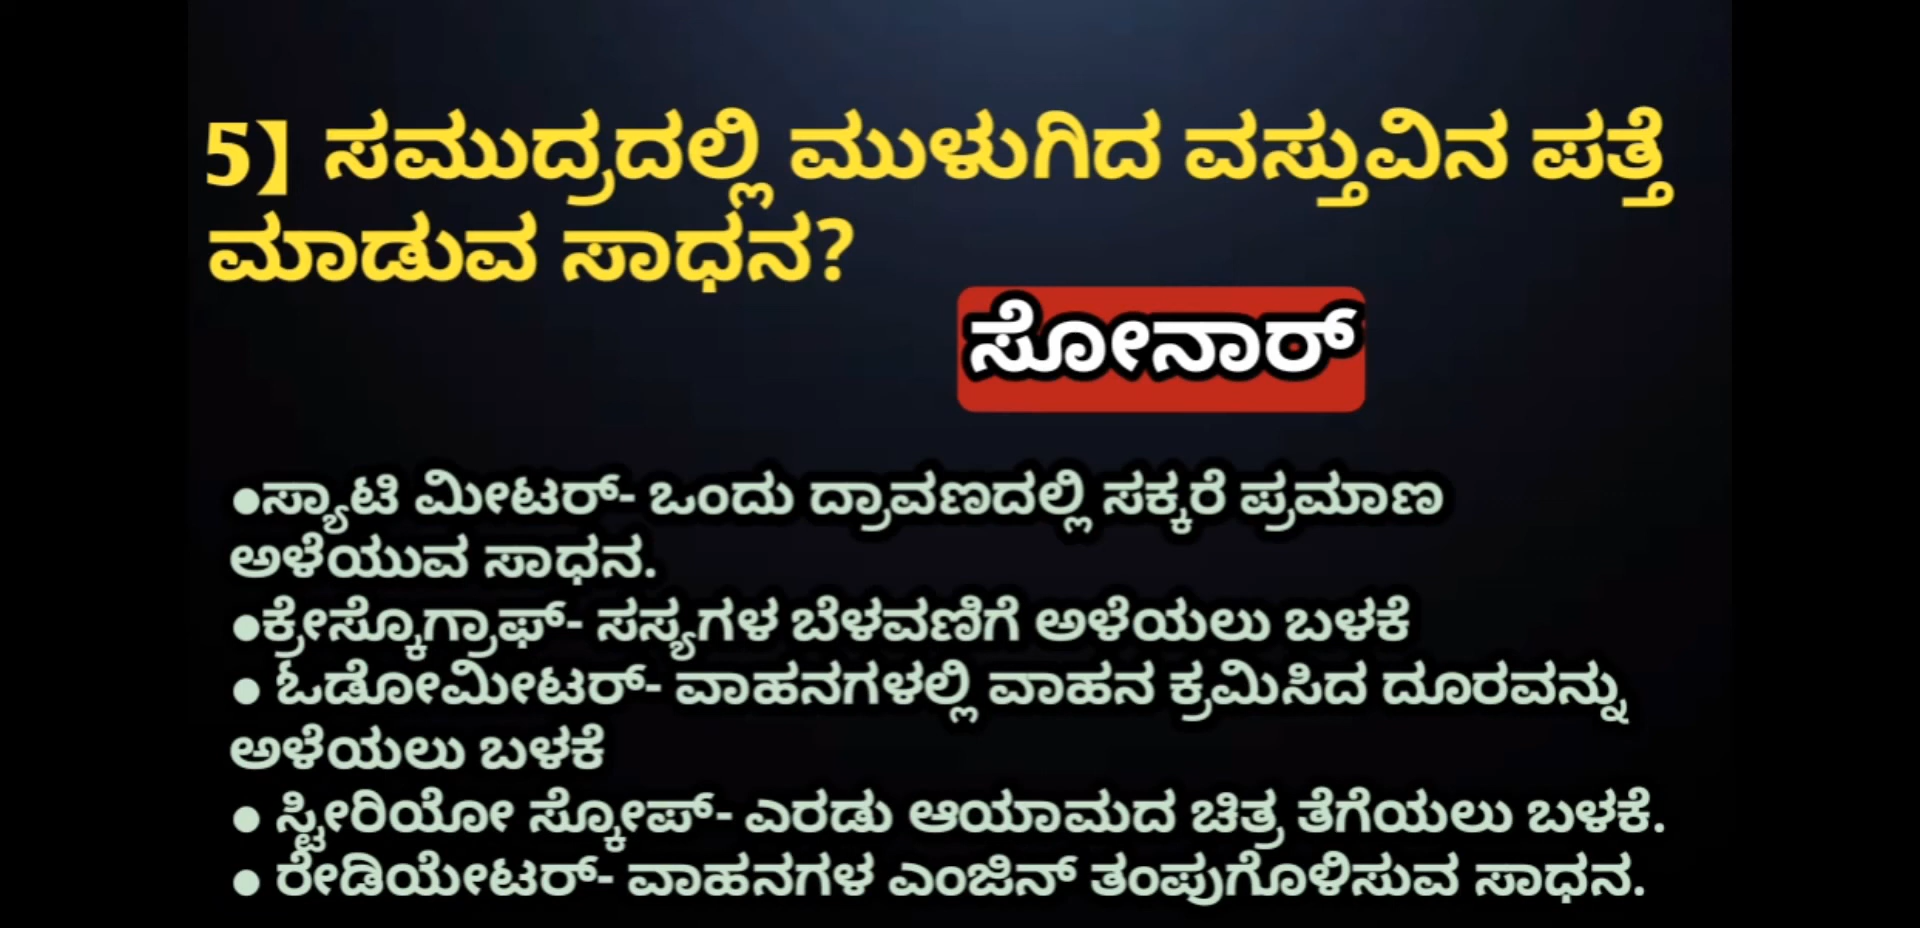 5】 ಸಮುದ್ರದಲ್ಲಿ ಮುಳುಗಿದ ವಸ್ತುವಿನ ಪತ್ತೆ
ಮಾಡುವ ಸಾಧನ?
ಸೋನಾರ್
●ಸ್ಯಾಟಿ ಮೀಟರ್- ಒಂದು ದ್ರಾವಣದಲ್ಲಿ ಸಕ್ಕರೆ ಪ್ರಮಾಣ
ಅಳೆಯುವ ಸಾಧನ.
●ಕ್ರೇಸ್ಕೊಗ್ರಾಫ್- ಸಸ್ಯಗಳ ಬೆಳವಣಿಗೆ ಅಳೆಯಲು ಬಳಕೆ
● ಓಡೋಮೀಟರ್- ವಾಹನಗಳಲ್ಲಿ ವಾಹನ ಕ್ರಮಿಸಿದ ದೂರವನ್ನು
ಅಳೆಯಲು ಬಳಕೆ
● ಸ್ಟೀರಿಯೋ ಸ್ಕೋಪ್- ಎರಡು ಆಯಾಮದ ಚಿತ್ರ ತೆಗೆಯಲು ಬಳಕೆ.
● ರೇಡಿಯೇಟರ್- ವಾಹನಗಳ ಎಂಜಿನ್ ತಂಪುಗೊಳಿಸುವ ಸಾಧನ.